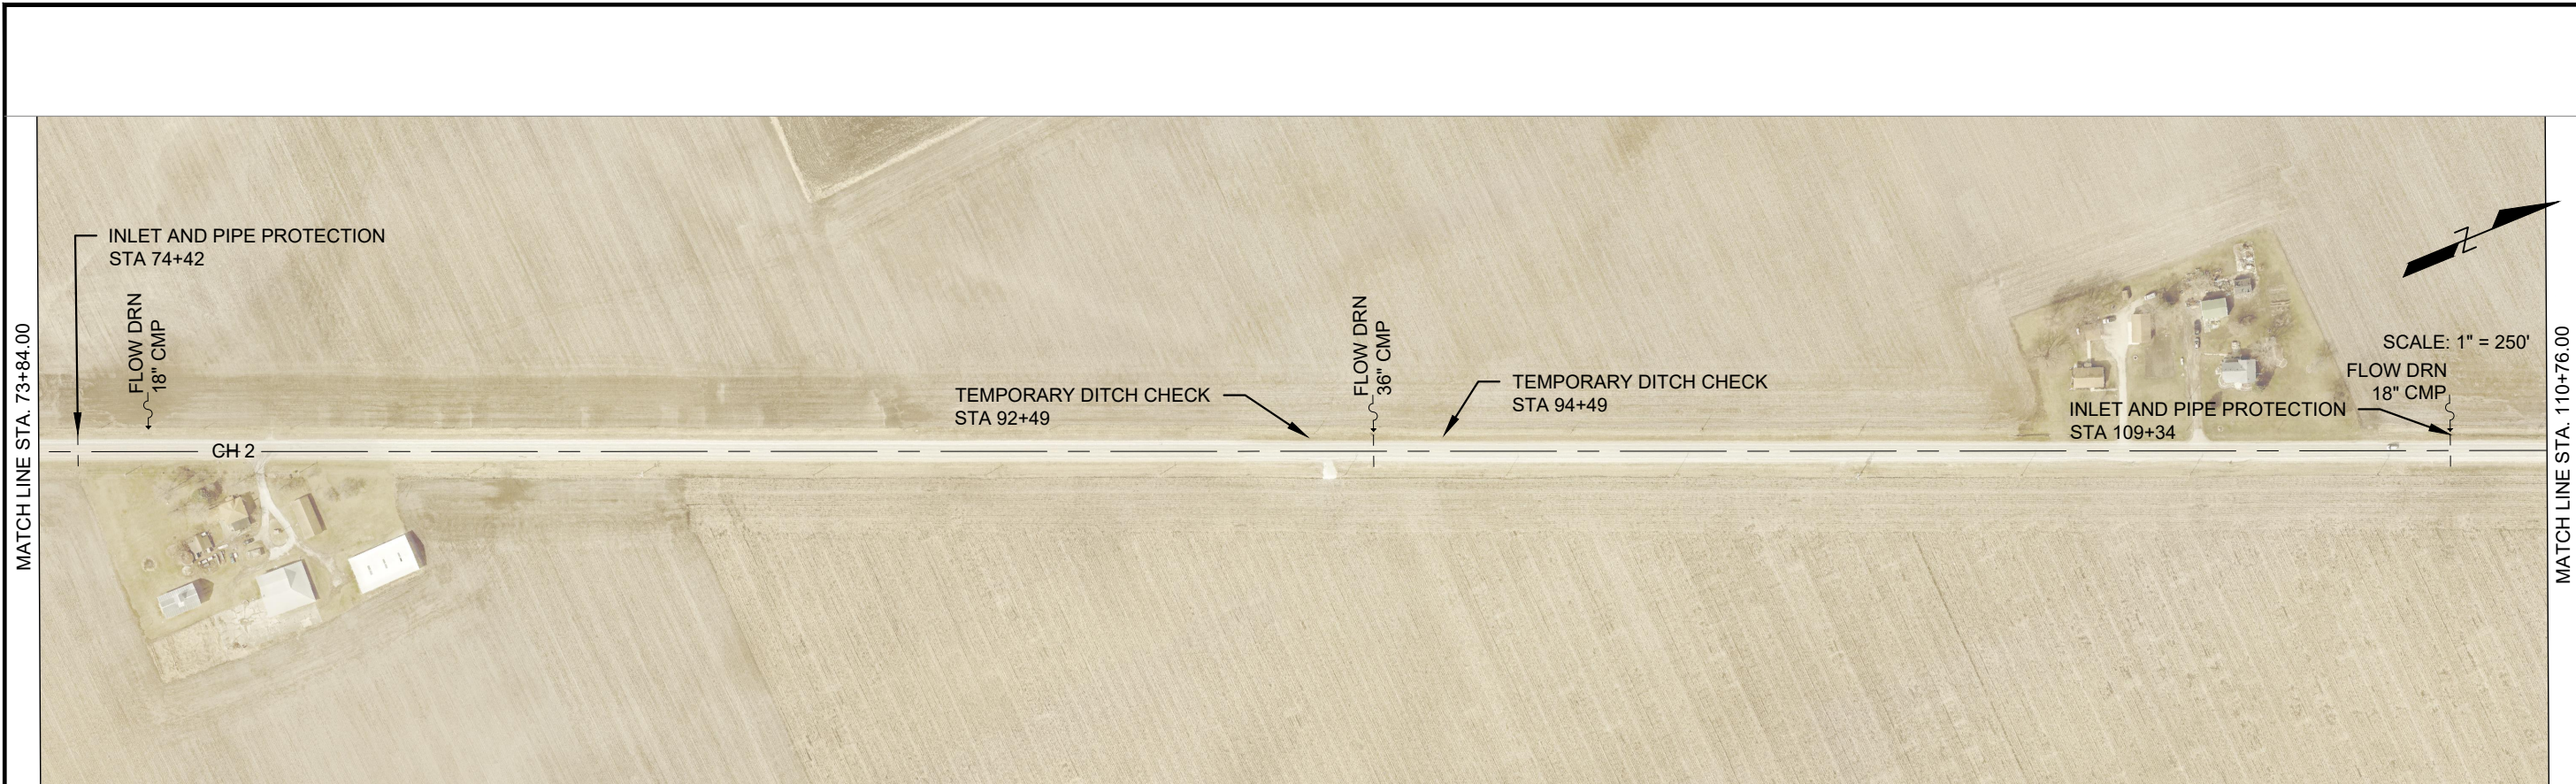 INLET AND PIPE PROTECTION
STA 74+42
FLOW DRN
18" CMP
MATCH LINE STA. 73+84.00
CH 2
TEMPORARY DITCH CHECK
STA 92+49
FLOW DRN
36" CMP
TEMPORARY DITCH CHECK
STA 94+49
SCALE: 1" = 250'
FLOW DRN
18" CMP
INLET AND PIPE PROTECTION
STA 109+34
MATCH LINE STA. 110+76.00
Z